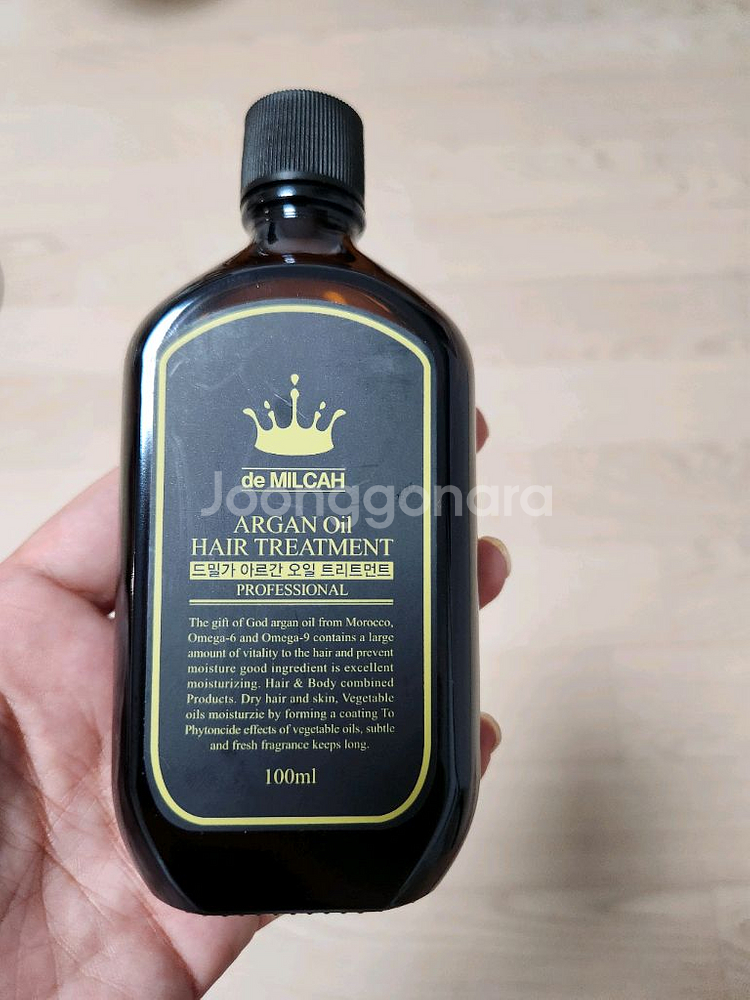 de MILCAH
Joonggonara
ARGAN Oil
HAIR TREATMENT
드밀가 아르간 오일 트리트먼트
PROFESSIONAL
The gift of God argan oil from Morocco,
Omega-6 and Omega-9 contains a large
amount of vitality to the hair and prevent
moisture good ingredient is excellent
moisturizing. Hair & Body combined
Products. Dry hair and skin, Vegetable
oils moisturzie by forming a coating To
Phytoncide effects of vegetable oils, subtle
and fresh fragrance keeps long.
100ml